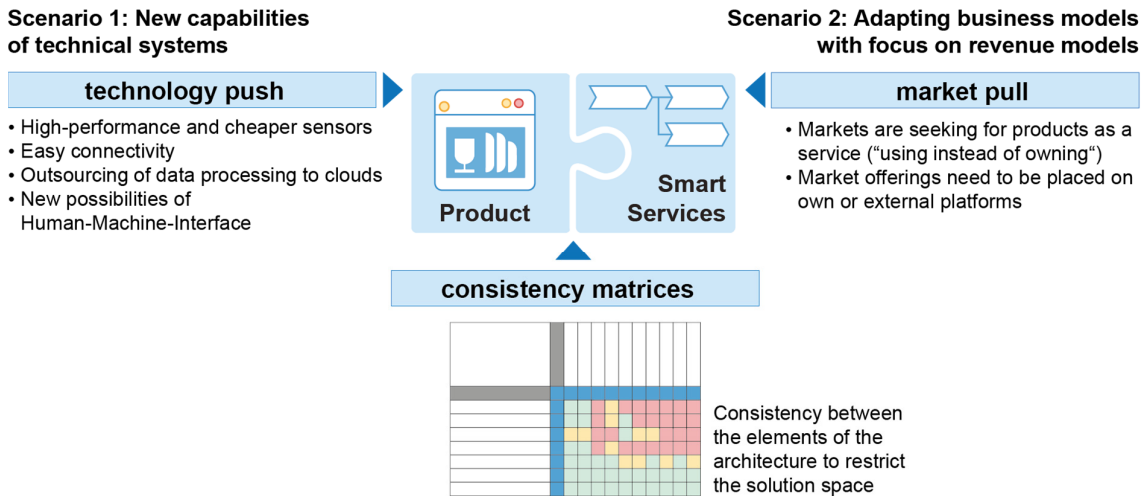 Scenario 1: New capabilities
of technical systems
technology push
• High-performance and cheaper sensors
• Easy connectivity
• Outsourcing of data processing to clouds
• New possibilities of
Human-Machine-Interface
Product
Smart
Services
Scenario 2: Adapting business models
with focus on revenue models
market pull
• Markets are seeking for products as a
service (“using instead of owning“)
• Market offerings need to be placed on
own or external platforms
consistency matrices
Consistency between
the elements of the
architecture to restrict
the solution space